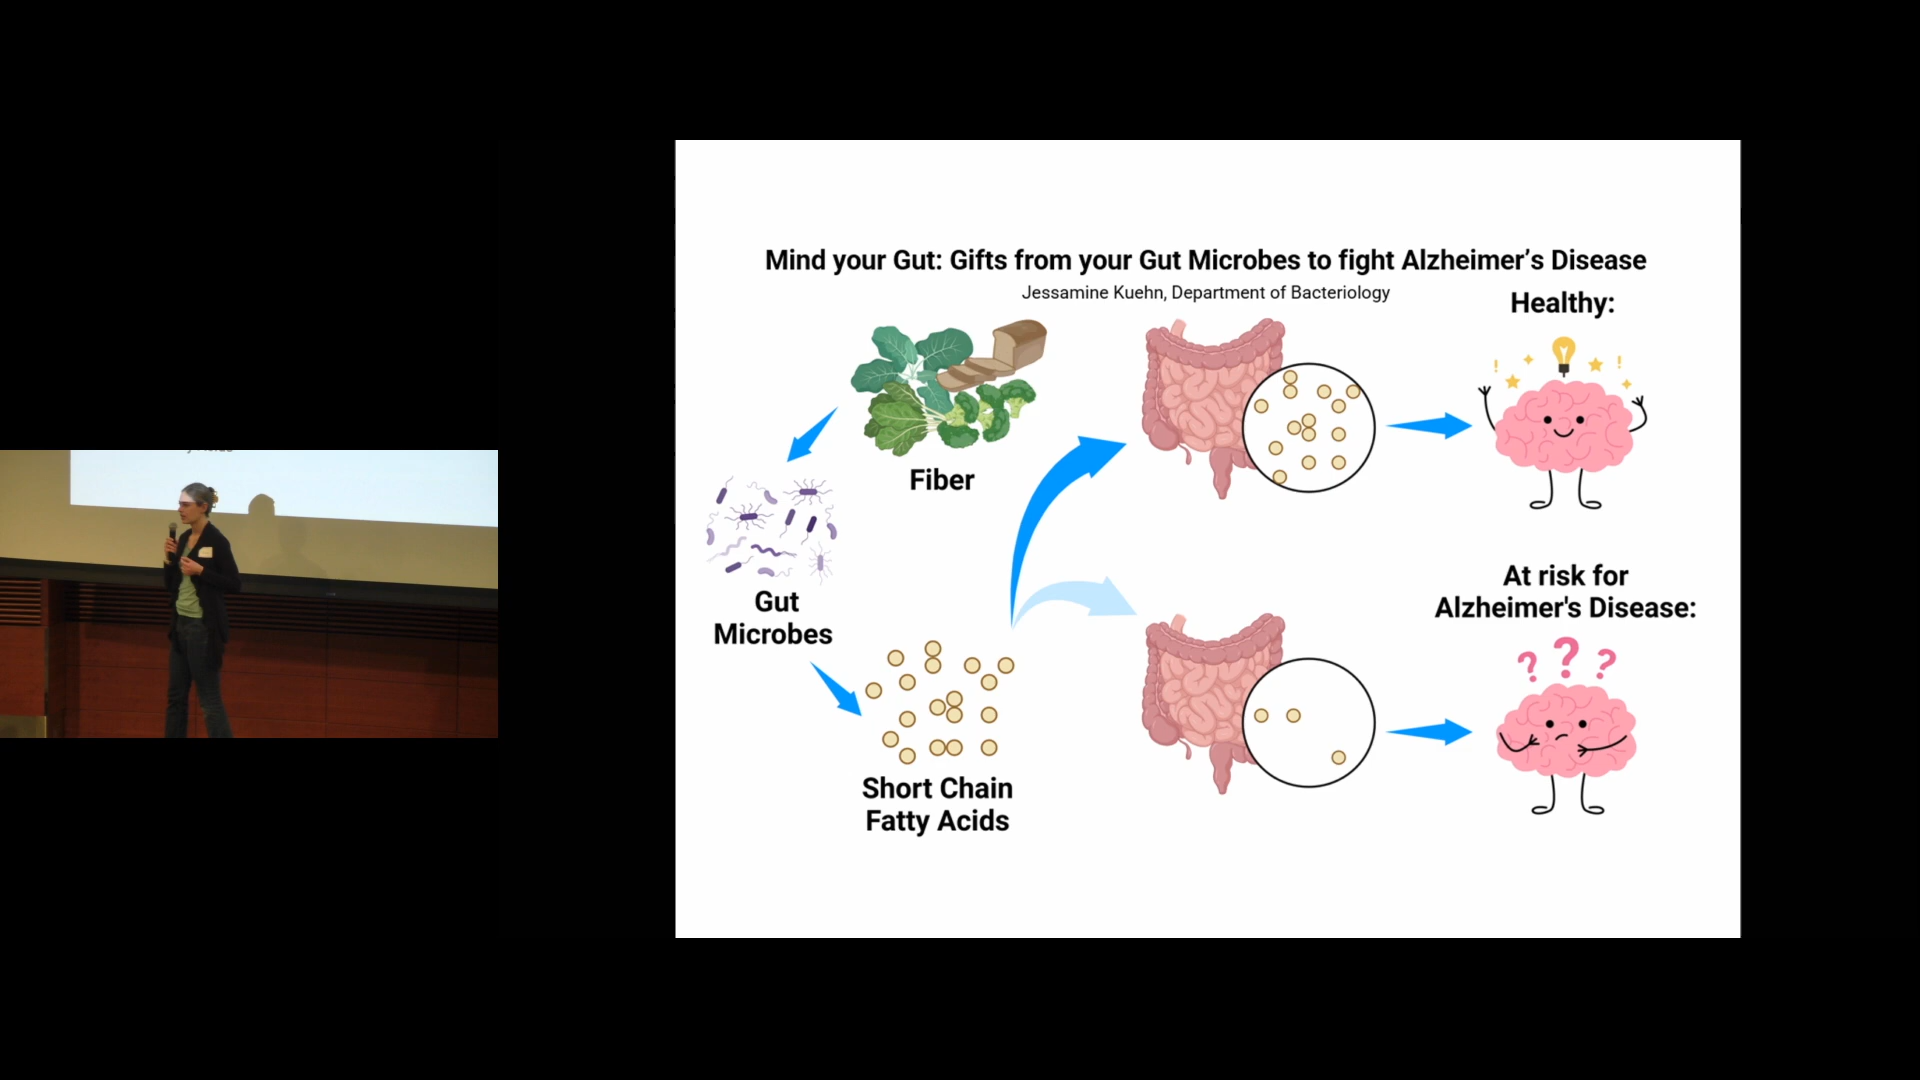 Mind your Gut: Gifts from your Gut Microbes to fight Alzheimer’s Disease
Jessamine Kuehn, Department of Bacteriology
Healthy:
Fiber
Gut
Microbes
At risk for
Alzheimer's Disease:
Short Chain
Fatty Acids